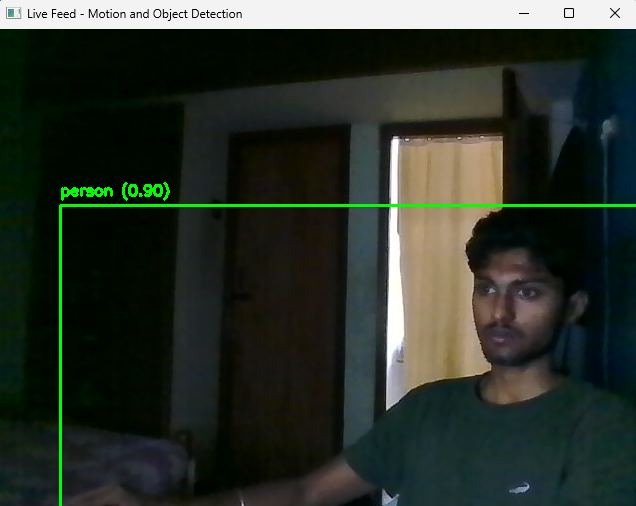 Live Feed - Motion and Object Detection
person (0.90)